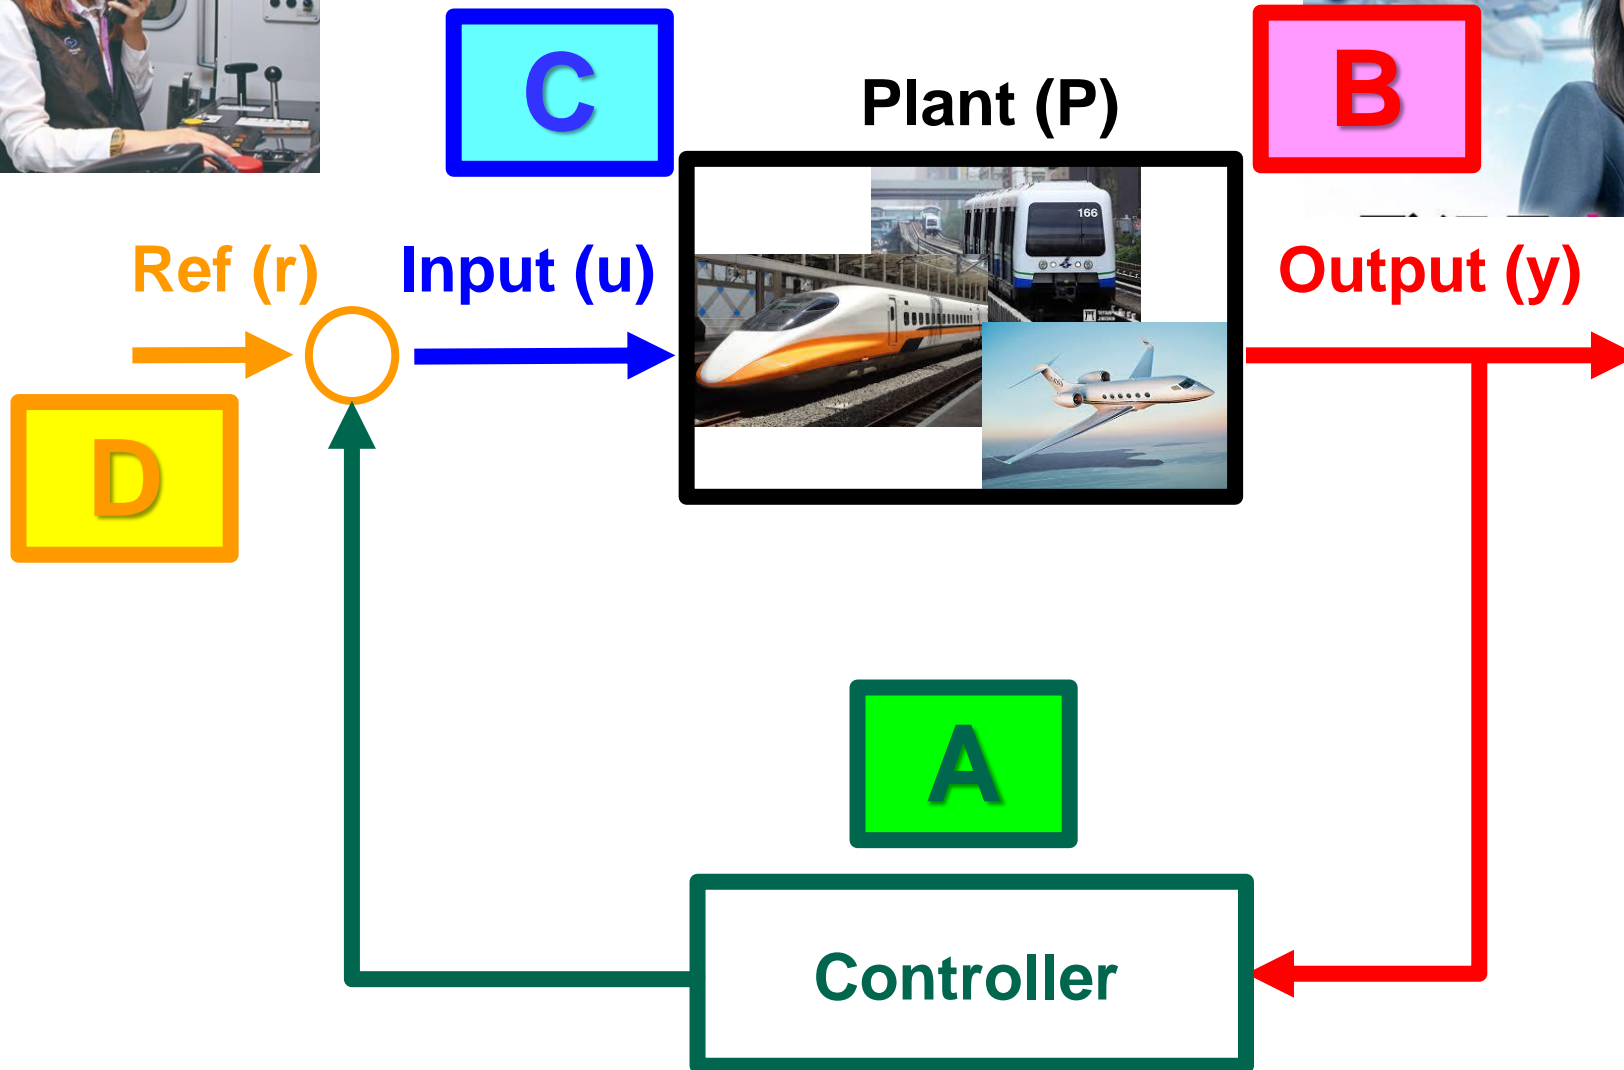 C
Plant (P)
B
166
Ref (r)
Input (u)
Output (y)
D
A
Controller